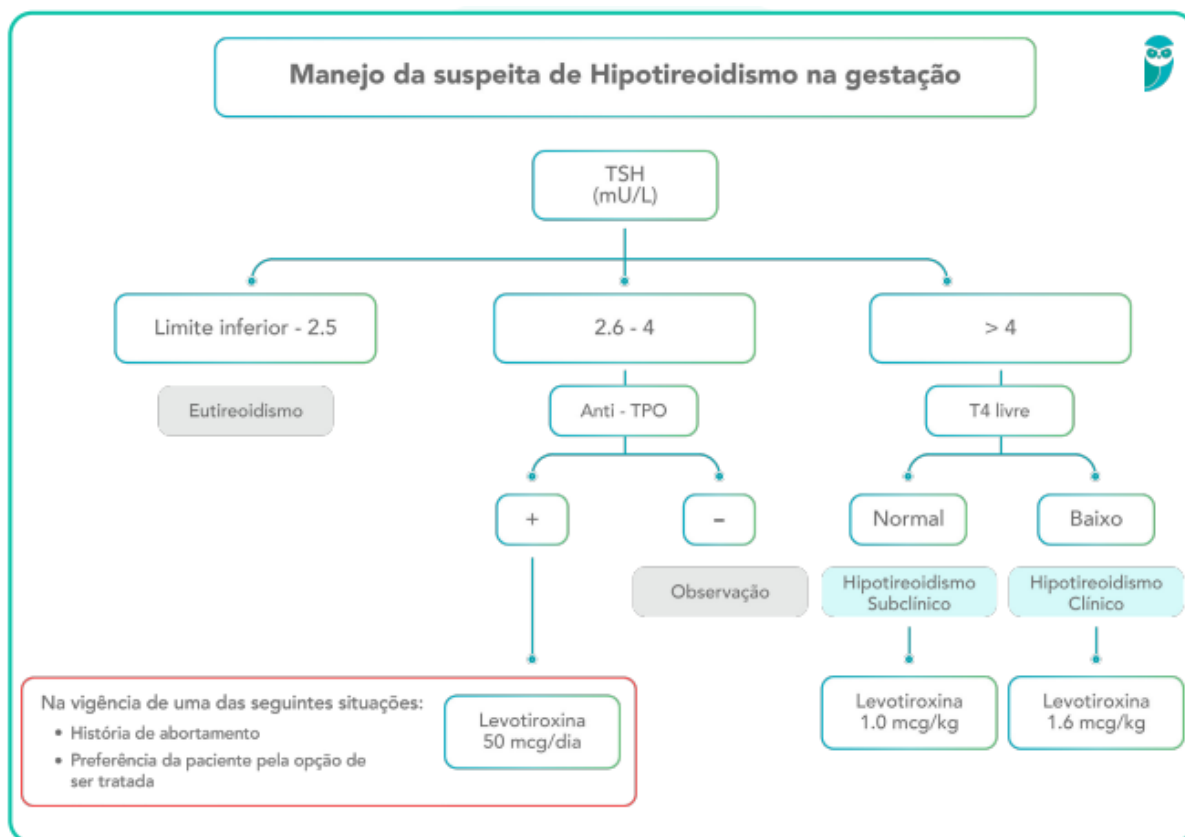 Manejo da suspeita de Hipotireoidismo na gestação
TSH
(mU/L)
Limite inferior - 2.5
2.6 - 4
> 4
Eutireoidismo
Anti - TPO
T4 livre
+
-
Normal
Baixo
Observação
Hipotireoidismo
Subclínico
Hipotireoidismo
Clínico
Na vigência de uma das seguintes situações:
• História de abortamento
• Preferência da paciente pela opção de
ser tratada
Levotiroxina
50 mcg/dia
Levotiroxina
1.0 mcg/kg
Levotiroxina
1.6 mcg/kg